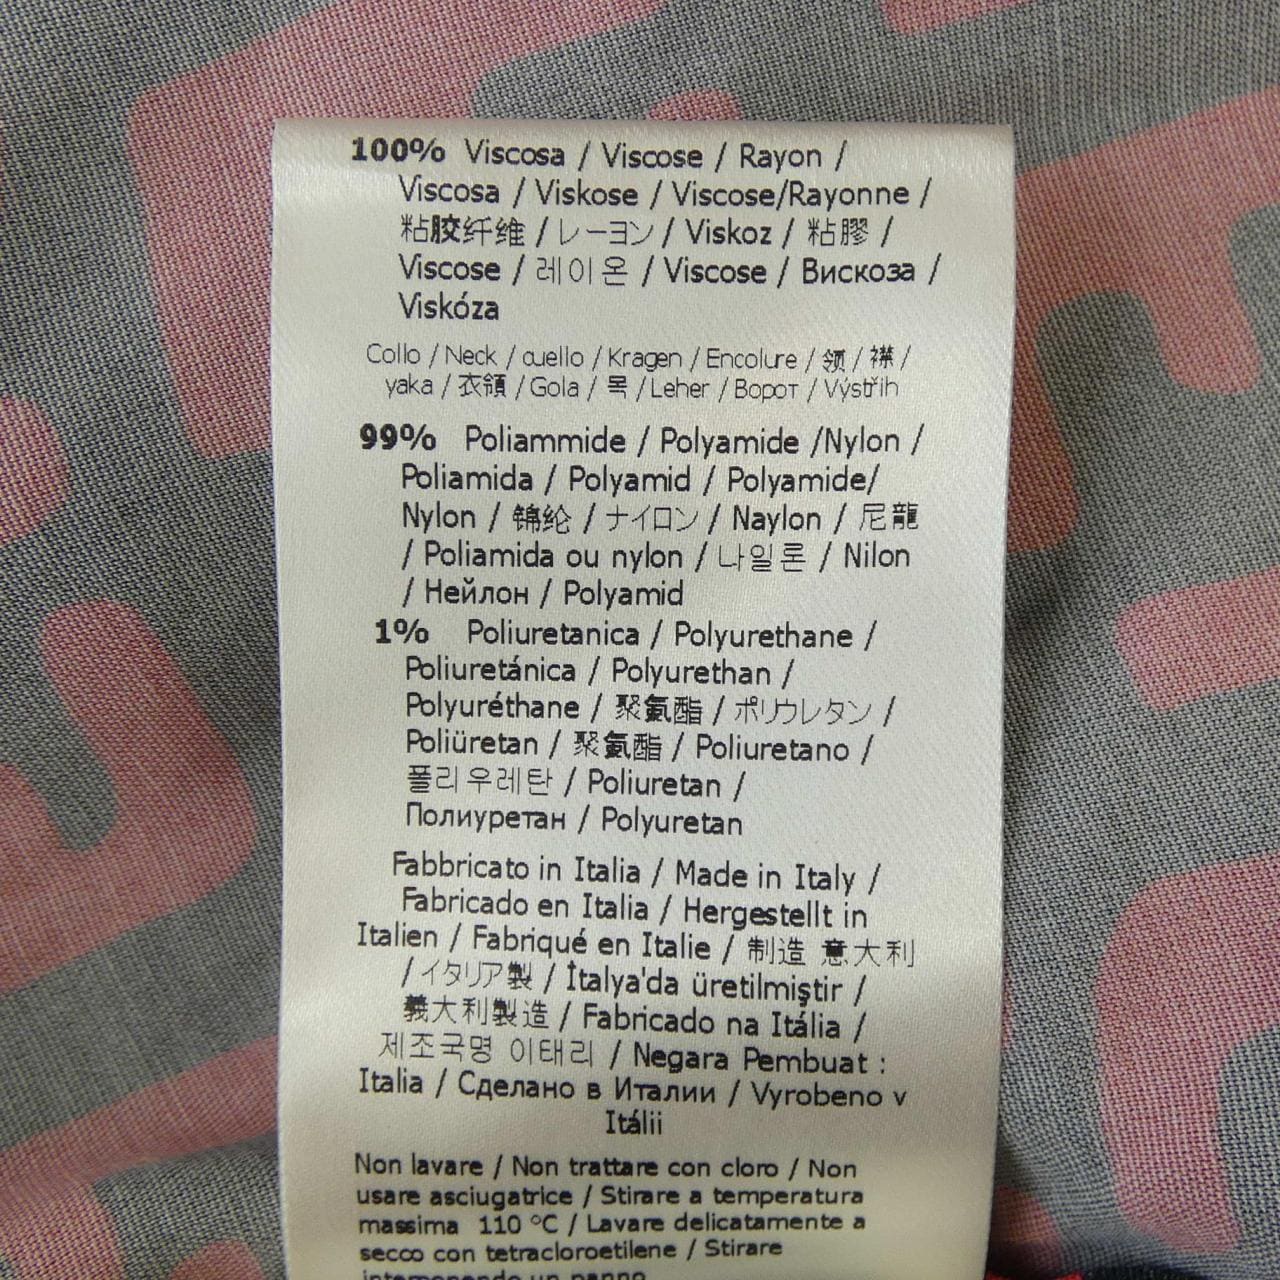 100% Viscosa / Viscose / Rayon /
Viscosa / Viskose / Viscose/Rayonne /
粘胶纤维 / レーヨン / Viskoz / 粘膠 /
Viscose / 레이온 / Viscose / Вискоза /
Viskóza
Collo / Neck / cuello / Kragen / Encolure / 领 / 襟 /
yaka / 衣領 / Gola / 목 / Leher / Ворот / Výstřih
99% Poliammide / Polyamide /Nylon /
Poliamida / Polyamid / Polyamide/
Nylon / 锦纶 / ナイロン / Naylon / 尼龍
/ Poliamida ou nylon / 나일론 / Nilon
/ Нейлон / Polyamid
1% Poliuretanica / Polyurethane /
Poliuretánica / Polyurethan /
Polyuréthane / 聚氨酯 / ポリウレタン /
Poliüretan / 聚氨酯 / Poliuretano /
폴리우레탄 / Poliuretan /
Полиуретан / Polyuretan
Fabbricato in Italia / Made in Italy /
Fabricado en Italia / Hergestellt in
Italien / Fabriqué en Italie / 制造 意大利
/ イタリア製 / İtalya'da üretilmiştir /
義大利製造 / Fabricado na Itália /
제조국명 이태리 / Negara Pembuat :
Italia / Сделано в Италии / Vyrobeno v
Itálii
Non lavare / Non trattare con cloro / Non
usare asciugatrice / Stirare a temperatura
massima 110 °C / Lavare delicatamente a
secco con tetracloroetilene / Stirare
interponendo un panno